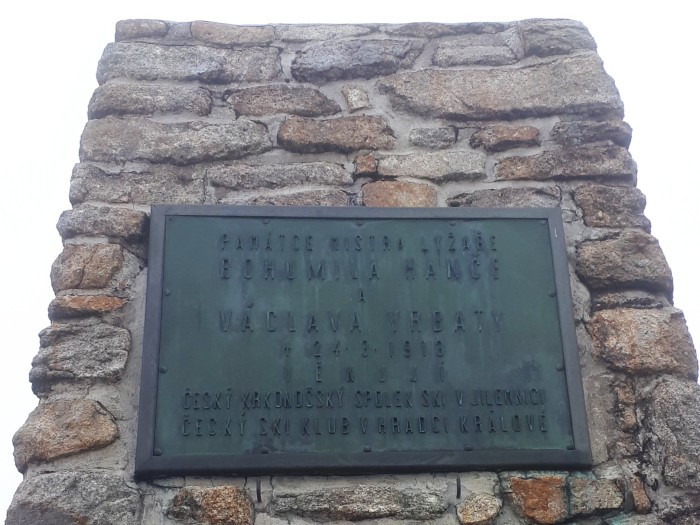 PAMÁTCE MISTRA LYŽAŘE
BOHUMILA HANČE
A
VÁCLAVA VRBATY
† 24·3·1913
VĚNUJÍ
ČESKÝ KRKONOŠSKÝ SPOLEK SKI V JILEMNICI
ČESKÝ SKI KLUB V HRADCI KRÁLOVÉ